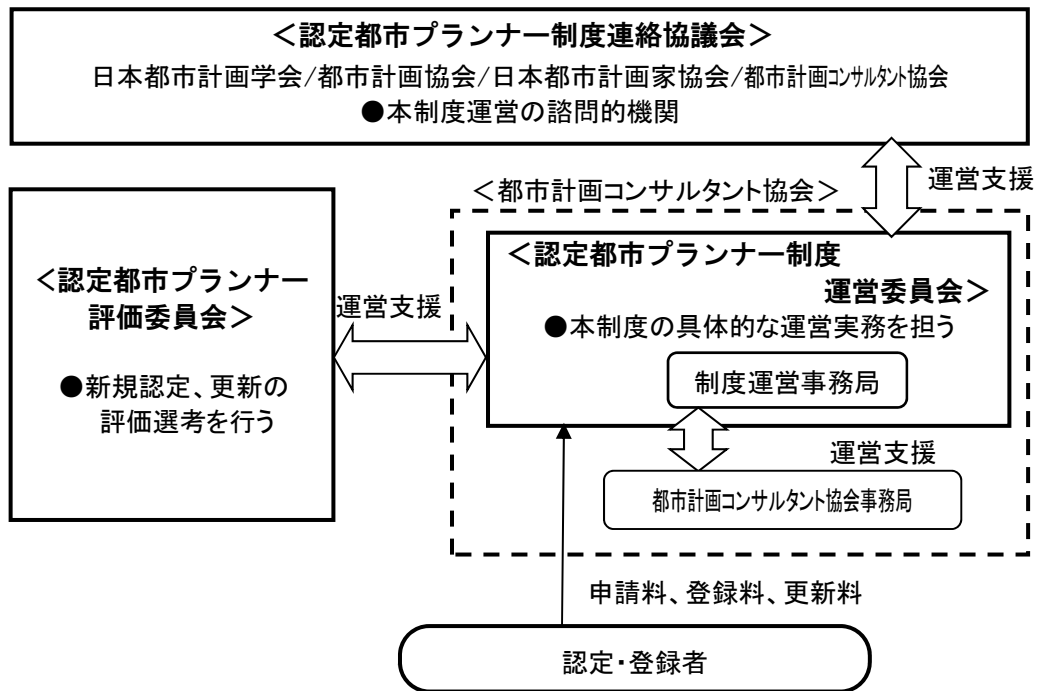 ＜認定都市プランナー制度連絡協議会＞
日本都市計画学会/都市計画協会/日本都市計画家協会/都市計画コンサルタント協会
●本制度運営の諮問的機関
運営支援
＜都市計画コンサルタント協会＞
＜認定都市プランナー制度
運営委員会＞
●本制度の具体的な運営実務を担う
制度運営事務局
運営支援
都市計画コンサルタント協会事務局
＜認定都市プランナー
評価委員会＞
●新規認定、更新の
評価選考を行う
運営支援
申請料、登録料、更新料
認定・登録者